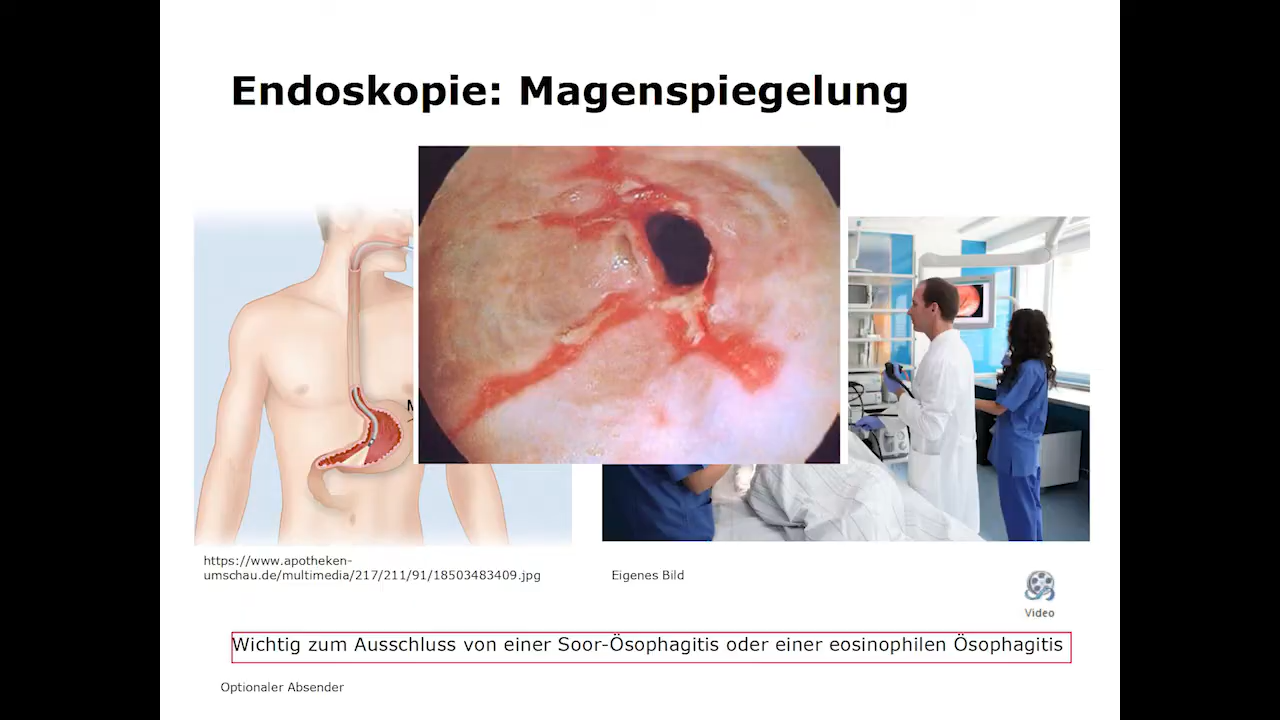 Endoskopie: Magenspiegelung
M
https://www.apotheken-
umschau.de/multimedia/217/211/91/18503483409.jpg
Eigenes Bild
Video
Wichtig zum Ausschluss von einer Soor-Ösophagitis oder einer eosinophilen Ösophagitis
Optionaler Absender